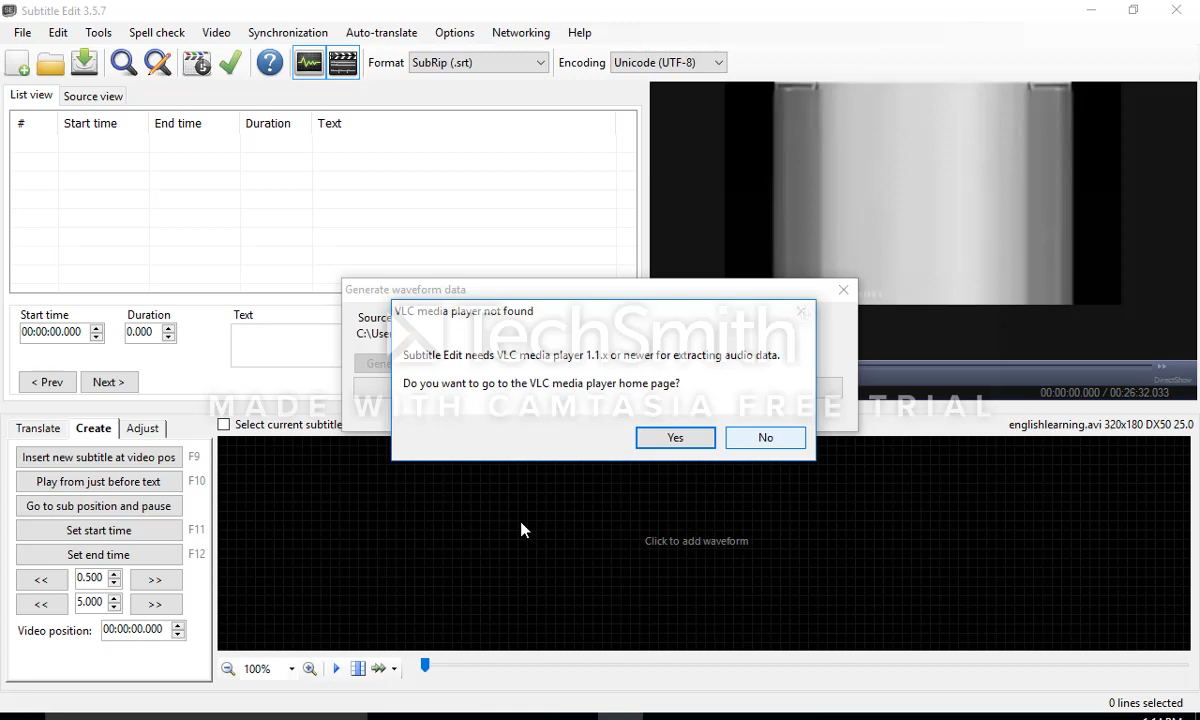 Subtitle Edit 3.5.7
File Edit Tools Spell check Video Synchronization Auto-translate Options Networking Help
Format SubRip (.srt) Encoding Unicode (UTF-8)
List view Source view
# Start time End time Duration Text
Start time Duration Text
00:00:00.000 0.000
< Prev Next >
Generate waveform data
Source
C:\User
Gene
VLC media player not found
Subtitle Edit needs VLC media player 1.1.x or newer for extracting audio data.
Do you want to go to the VLC media player home page?
Yes No
TechSmith
MADE WITH CAMTASIA FREE TRIAL
DirectShow
00:00:00.000 / 00:26:32.033
Translate Create Adjust
Select current subtitle
englishlearning.avi 320x180 DX50 25.0
Insert new subtitle at video pos F9
Play from just before text F10
Go to sub position and pause
Set start time F11
Set end time F12
<< 0.500 >>
<< 5.000 >>
Video position: 00:00:00.000
Click to add waveform
100%
0 lines selected